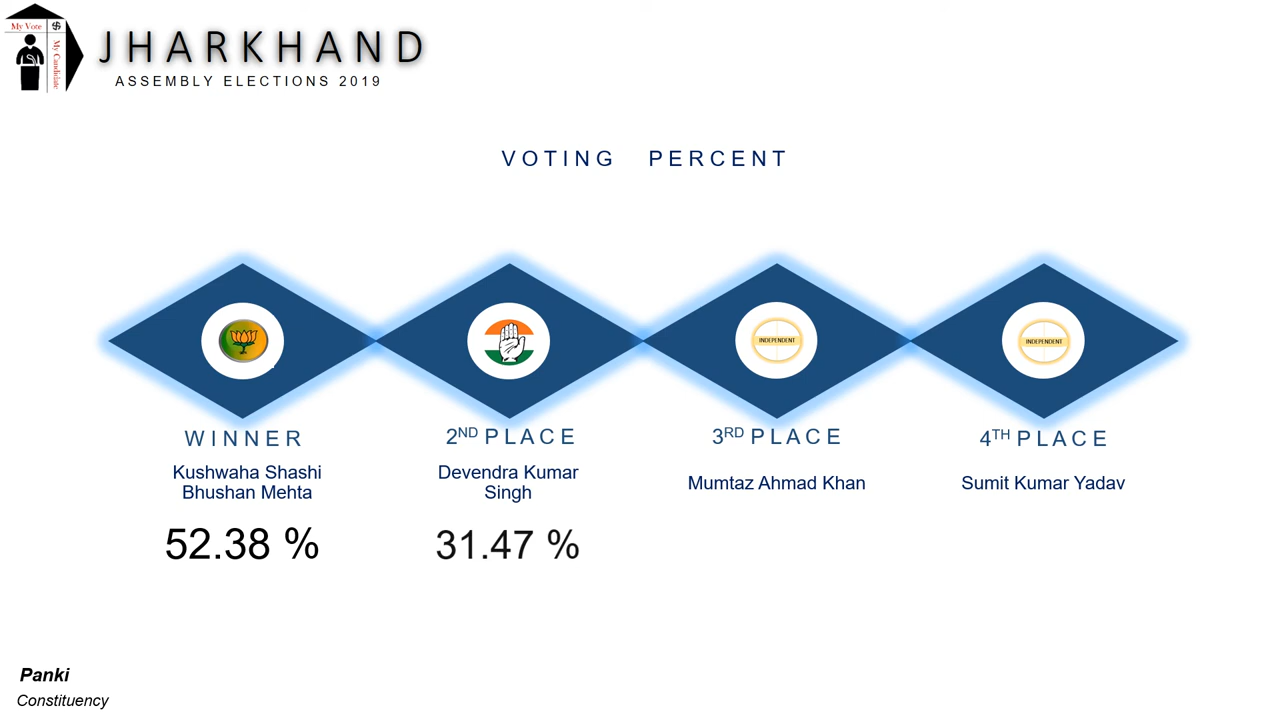 My Vote
My Candidate
JHARKHAND
ASSEMBLY ELECTIONS 2019
VOTING PERCENT
INDEPENDENT
INDEPENDENT
WINNER
2ND PLACE
3RD PLACE
4TH PLACE
Kushwaha Shashi
Bhushan Mehta
Devendra Kumar
Singh
Mumtaz Ahmad Khan
Sumit Kumar Yadav
52.38 %
31.47 %
Panki
Constituency